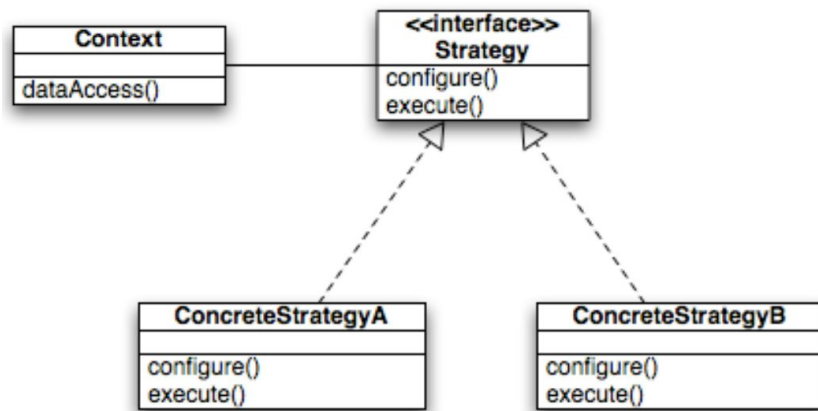 Context
dataAccess()
<<interface>>
Strategy
configure()
execute()
ConcreteStrategyA
configure()
execute()
ConcreteStrategyB
configure()
execute()